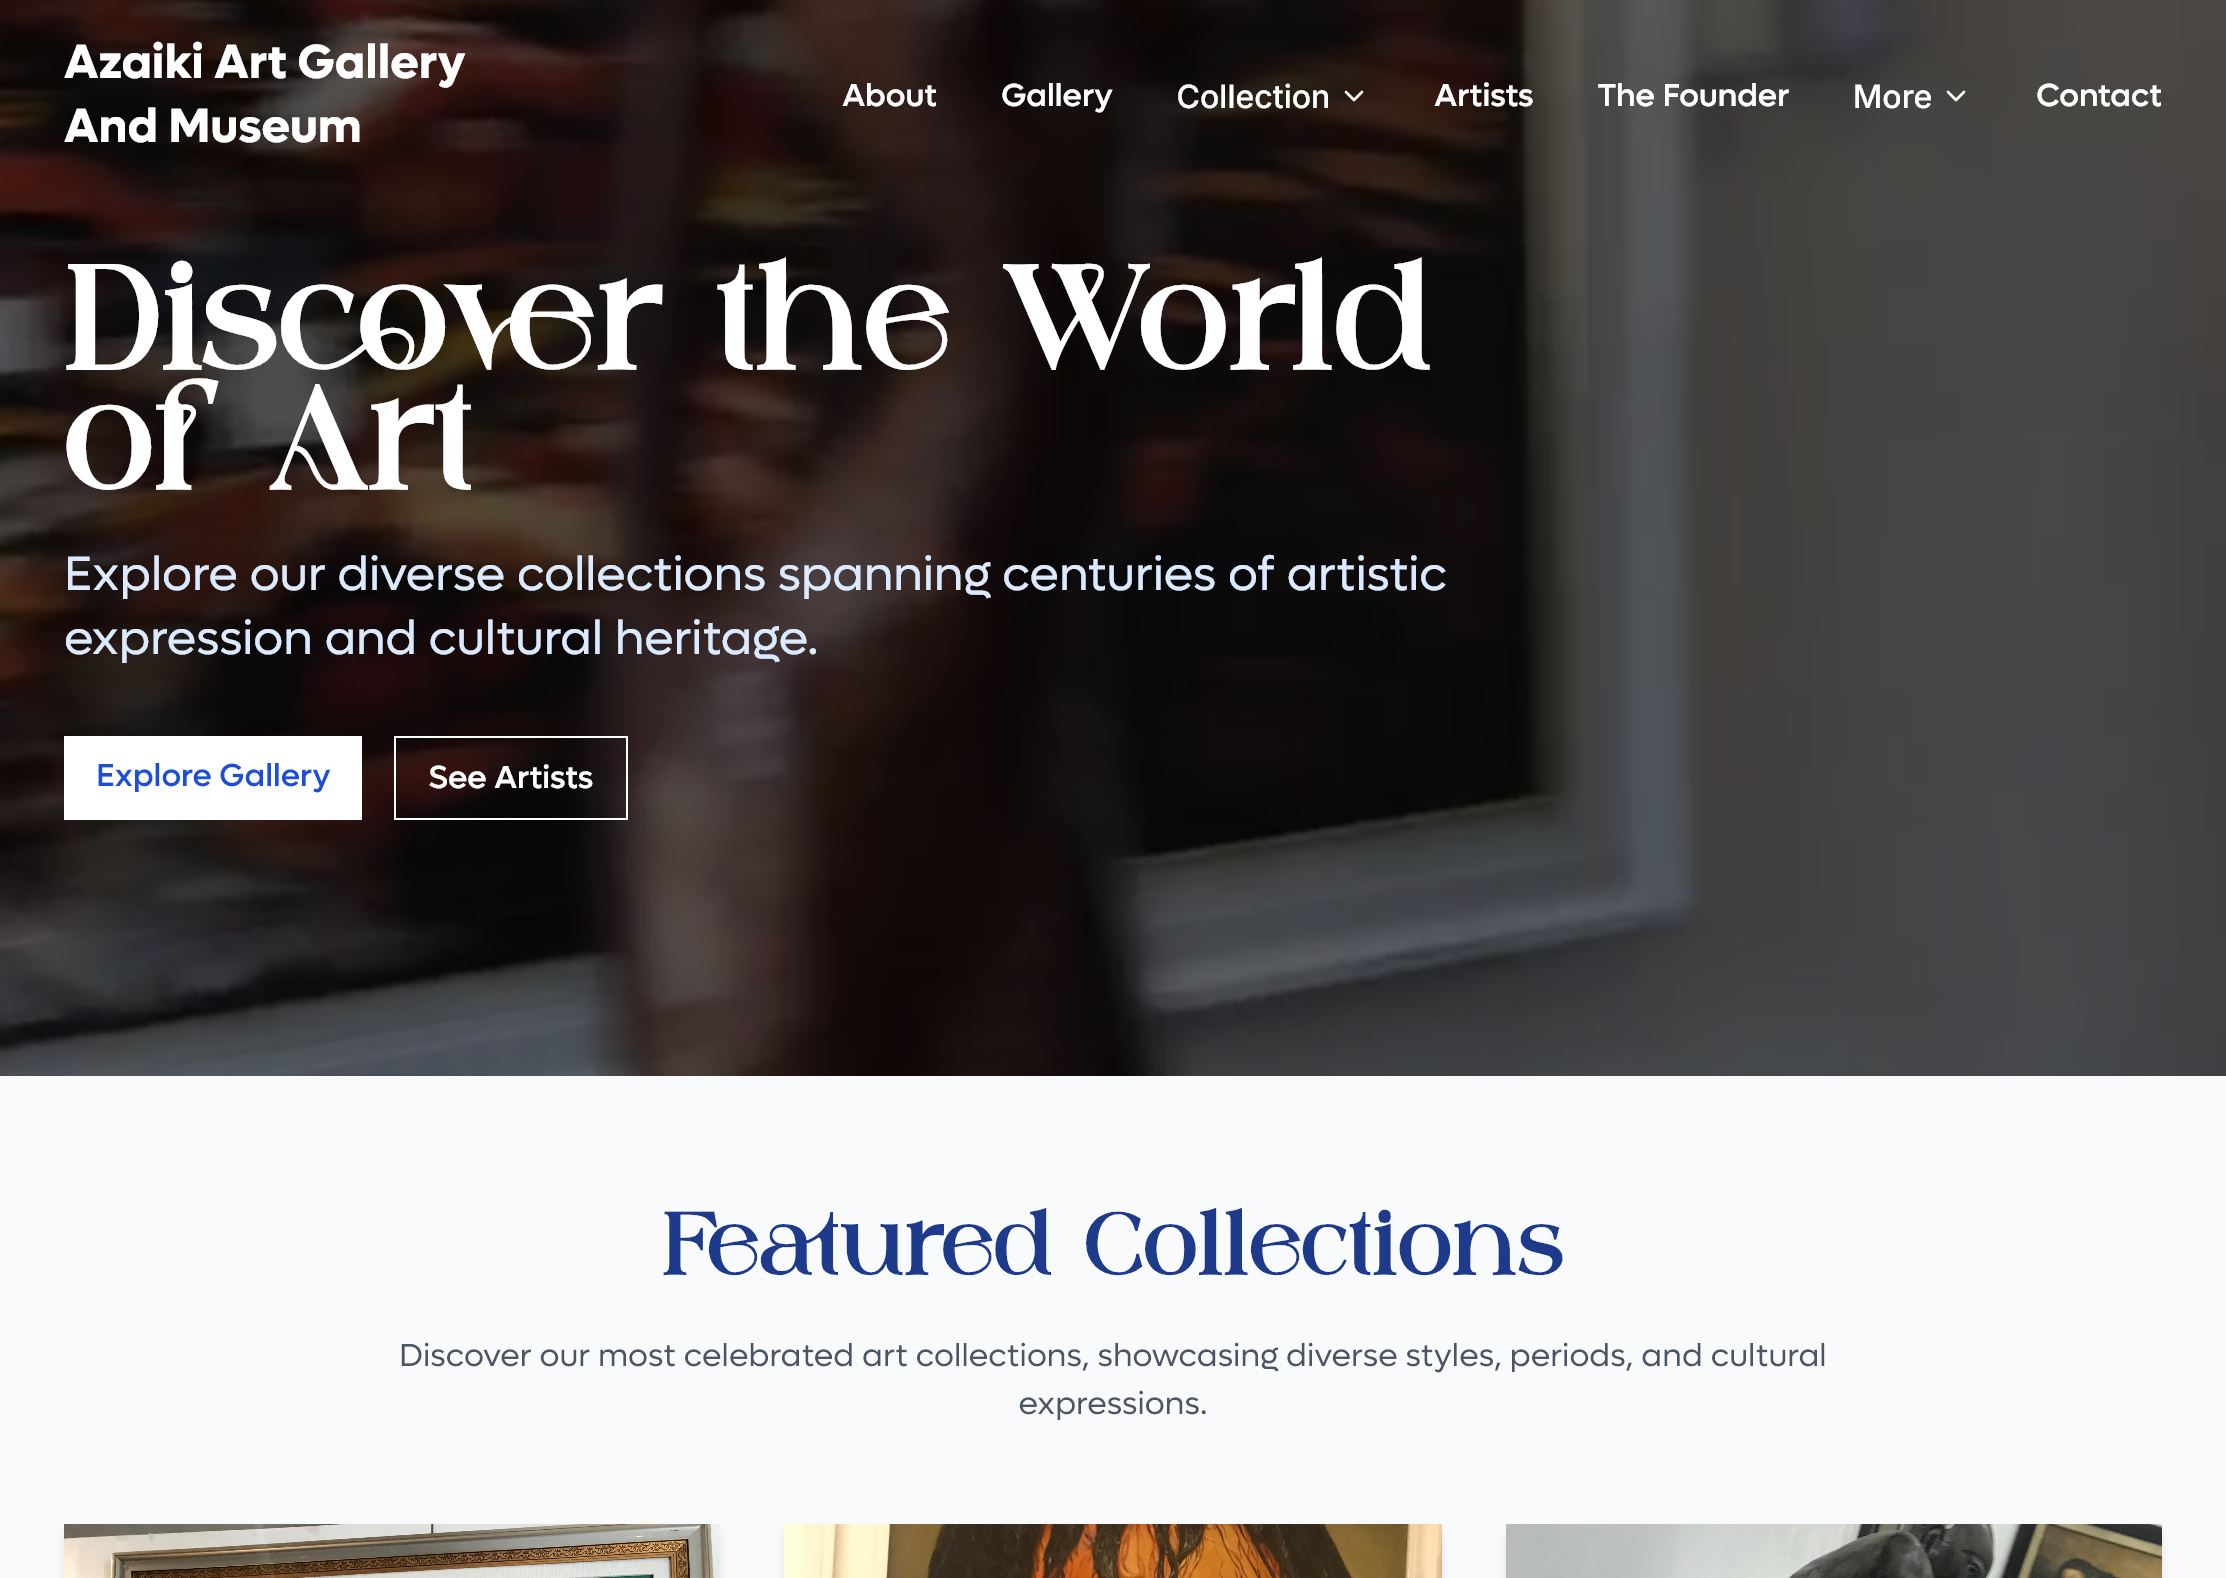 Azaiki Art Gallery
And Museum
About Gallery Collection Artists The Founder More Contact
Discover the World
of Art
Explore our diverse collections spanning centuries of artistic
expression and cultural heritage.
Explore Gallery See Artists
Featured Collections
Discover our most celebrated art collections, showcasing diverse styles, periods, and cultural
expressions.